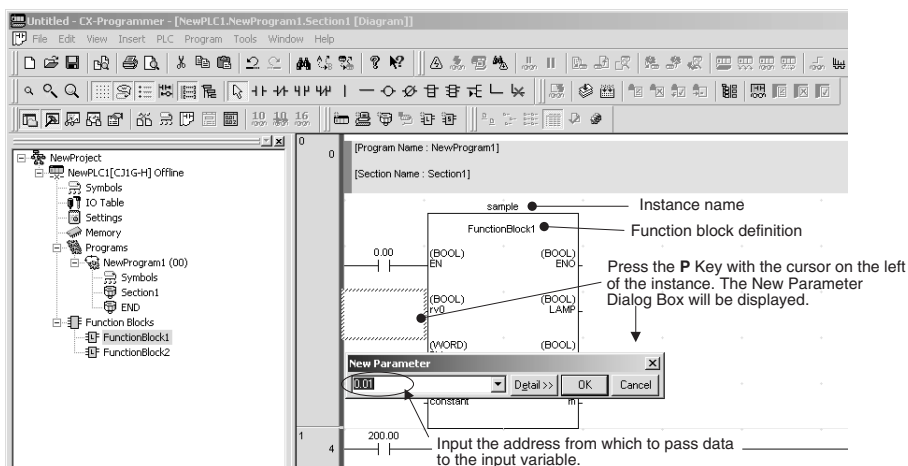 Untitled - CX-Programmer - [NewPLC1.NewProgram1.Section1 [Diagram]]
File Edit View Insert PLC Program Tools Window Help
10 10 16
NewProject
NewPLC1[CJ1G-H] Offline
Symbols
IO Table
Settings
Memory
Programs
NewProgram1 (00)
Symbols
Section1
END
Function Blocks
FunctionBlock1
FunctionBlock2
0
0
[Program Name : NewProgram1]
[Section Name : Section1]
sample
Instance name
FunctionBlock1
Function block definition
0.00
(BOOL)
EN
(BOOL)
ENO
Press the P Key with the cursor on the left
of the instance. The New Parameter
Dialog Box will be displayed.
(BOOL)
rv0
(BOOL)
LAMP
(WORD)
(BOOL)
New Parameter
0.01
Detail >>
OK
Cancel
constant
1
4
200.00
Input the address from which to pass data
to the input variable.